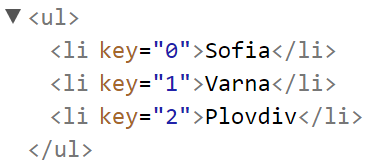 ▼ <ul>
<li key="0">Sofia</li>
<li key="1">Varna</li>
<li key="2">Plovdiv</li>
</ul>